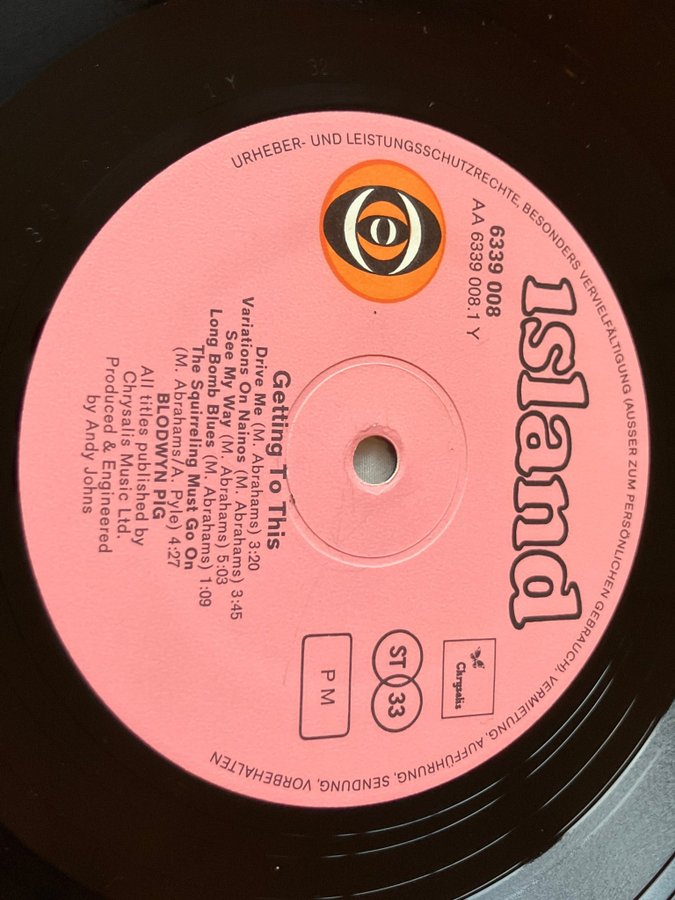 Island
URHEBER- UND LEISTUNGSSCHUTZRECHTE, BESONDERS VERVIELFÄLTIGUNG (AUSSER ZUM PERSÖNLICHEN GEBRAUCH), VERMIETUNG, AUFFÜHRUNG, SENDUNG, VORBEHALTEN
6339 008
AA 6339 008.1 Y
Chrysalis
ST 33
PM
Getting To This
Drive Me (M. Abrahams) 3:20
Variations On Nainos (M. Abrahams) 3:45
See My Way (M. Abrahams) 5:03
Long Bomb Blues (M. Abrahams) 1:09
The Squirreling Must Go On
(M. Abrahams/A. Pyle) 4:27
BLODWYN PIG
All titles published by
Chrysalis Music Ltd.
Produced & Engineered
by Andy Johns